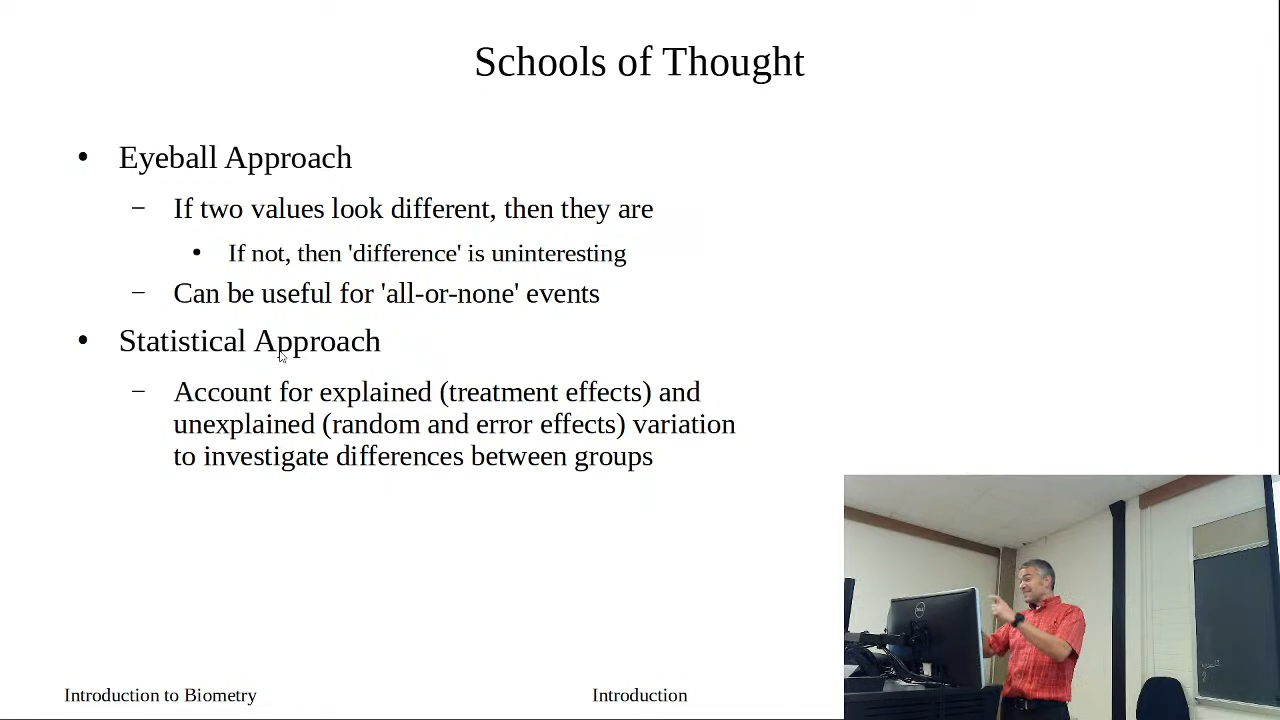 Schools of Thought
• Eyeball Approach
– If two values look different, then they are
• If not, then 'difference' is uninteresting
– Can be useful for 'all-or-none' events
• Statistical Approach
– Account for explained (treatment effects) and
unexplained (random and error effects) variation
to investigate differences between groups
Introduction to Biometry
Introduction
DELL